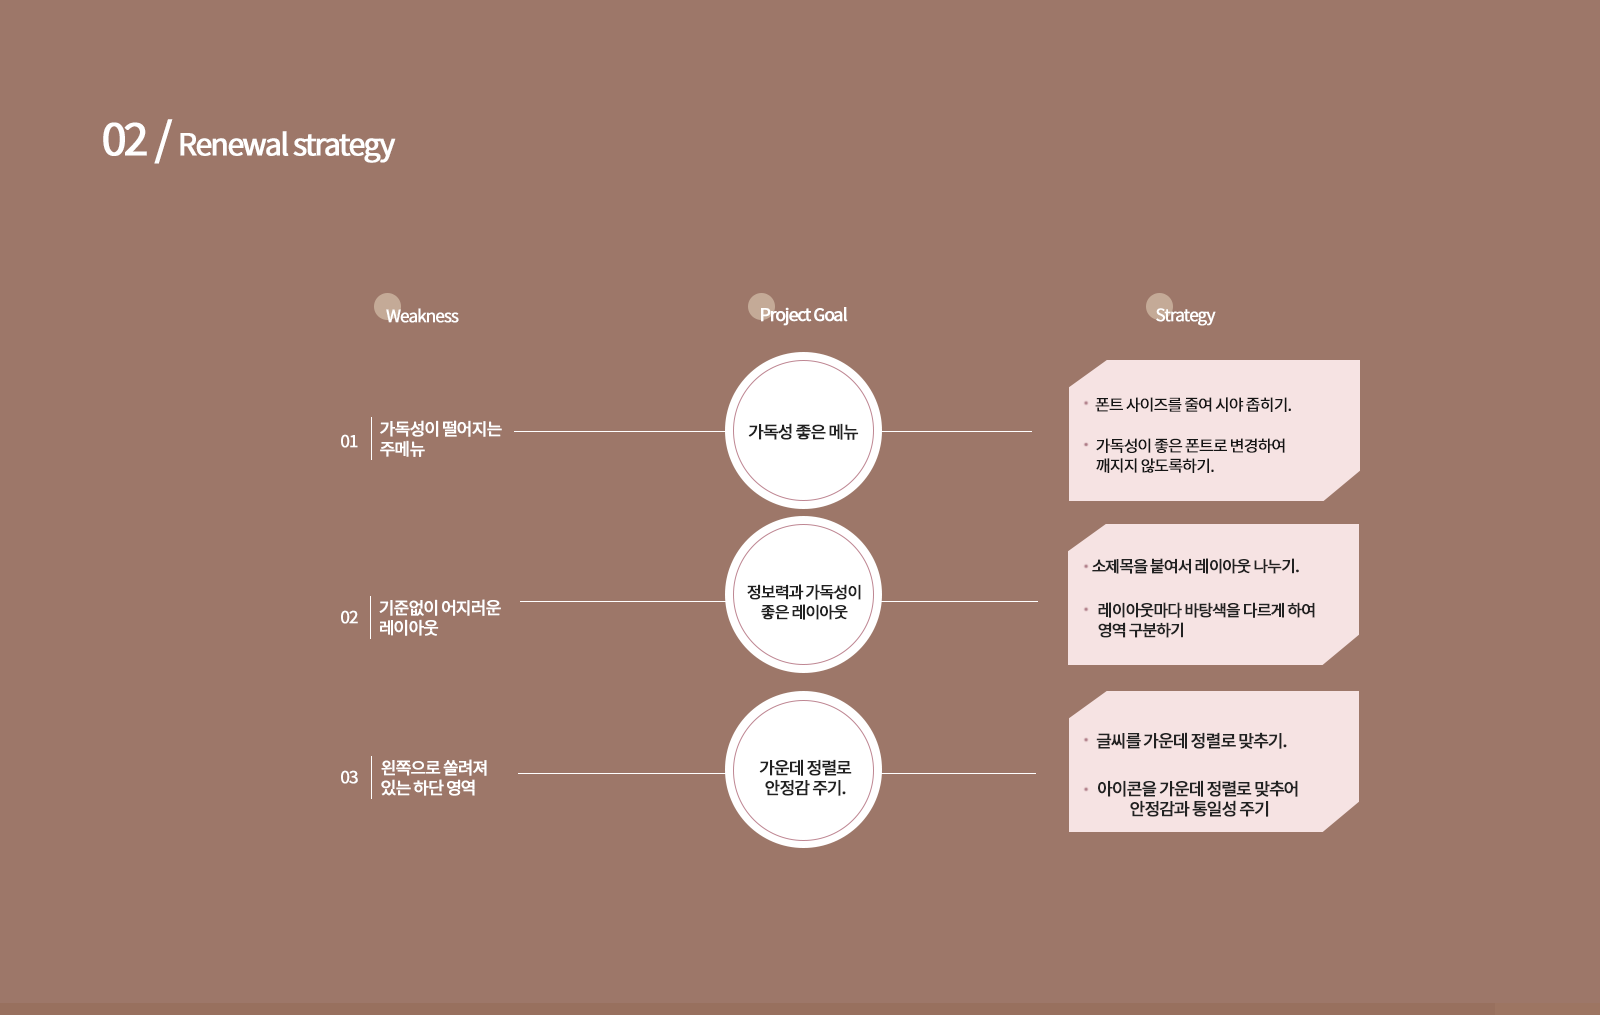 02 / Renewal strategy
Weakness
Project Goal
Strategy
01
가독성이 떨어지는
주메뉴
가독성 좋은 메뉴
• 폰트 사이즈를 줄여 시야 좁히기.
• 가독성이 좋은 폰트로 변경하여
깨지지 않도록하기.
02
기준없이 어지러운
레이아웃
정보력과 가독성이
좋은 레이아웃
• 소제목을 붙여서 레이아웃 나누기.
• 레이아웃마다 바탕색을 다르게 하여
영역 구분하기
03
왼쪽으로 쏠려져
있는 하단 영역
가운데 정렬로
안정감 주기.
• 글씨를 가운데 정렬로 맞추기.
• 아이콘을 가운데 정렬로 맞추어
안정감과 통일성 주기